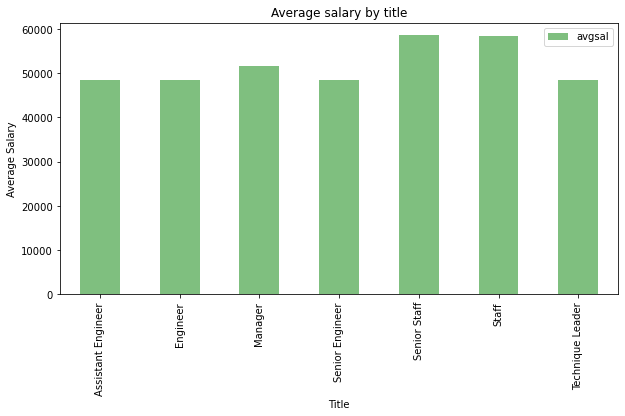 Average salary by title
avgsal
60000
50000
40000
30000
20000
10000
0
Average Salary
Assistant Engineer
Engineer
Manager
Senior Engineer
Senior Staff
Staff
Technique Leader
Title